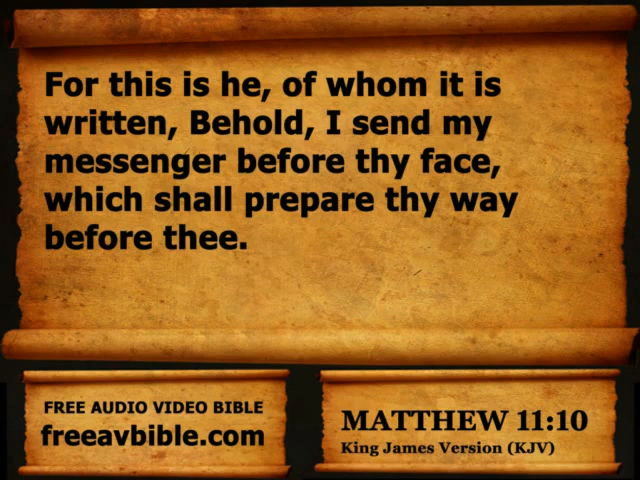 For this is he, of whom it is
written, Behold, I send my
messenger before thy face,
which shall prepare thy way
before thee.
FREE AUDIO VIDEO BIBLE
freeavbible.com
MATTHEW 11:10
King James Version (KJV)